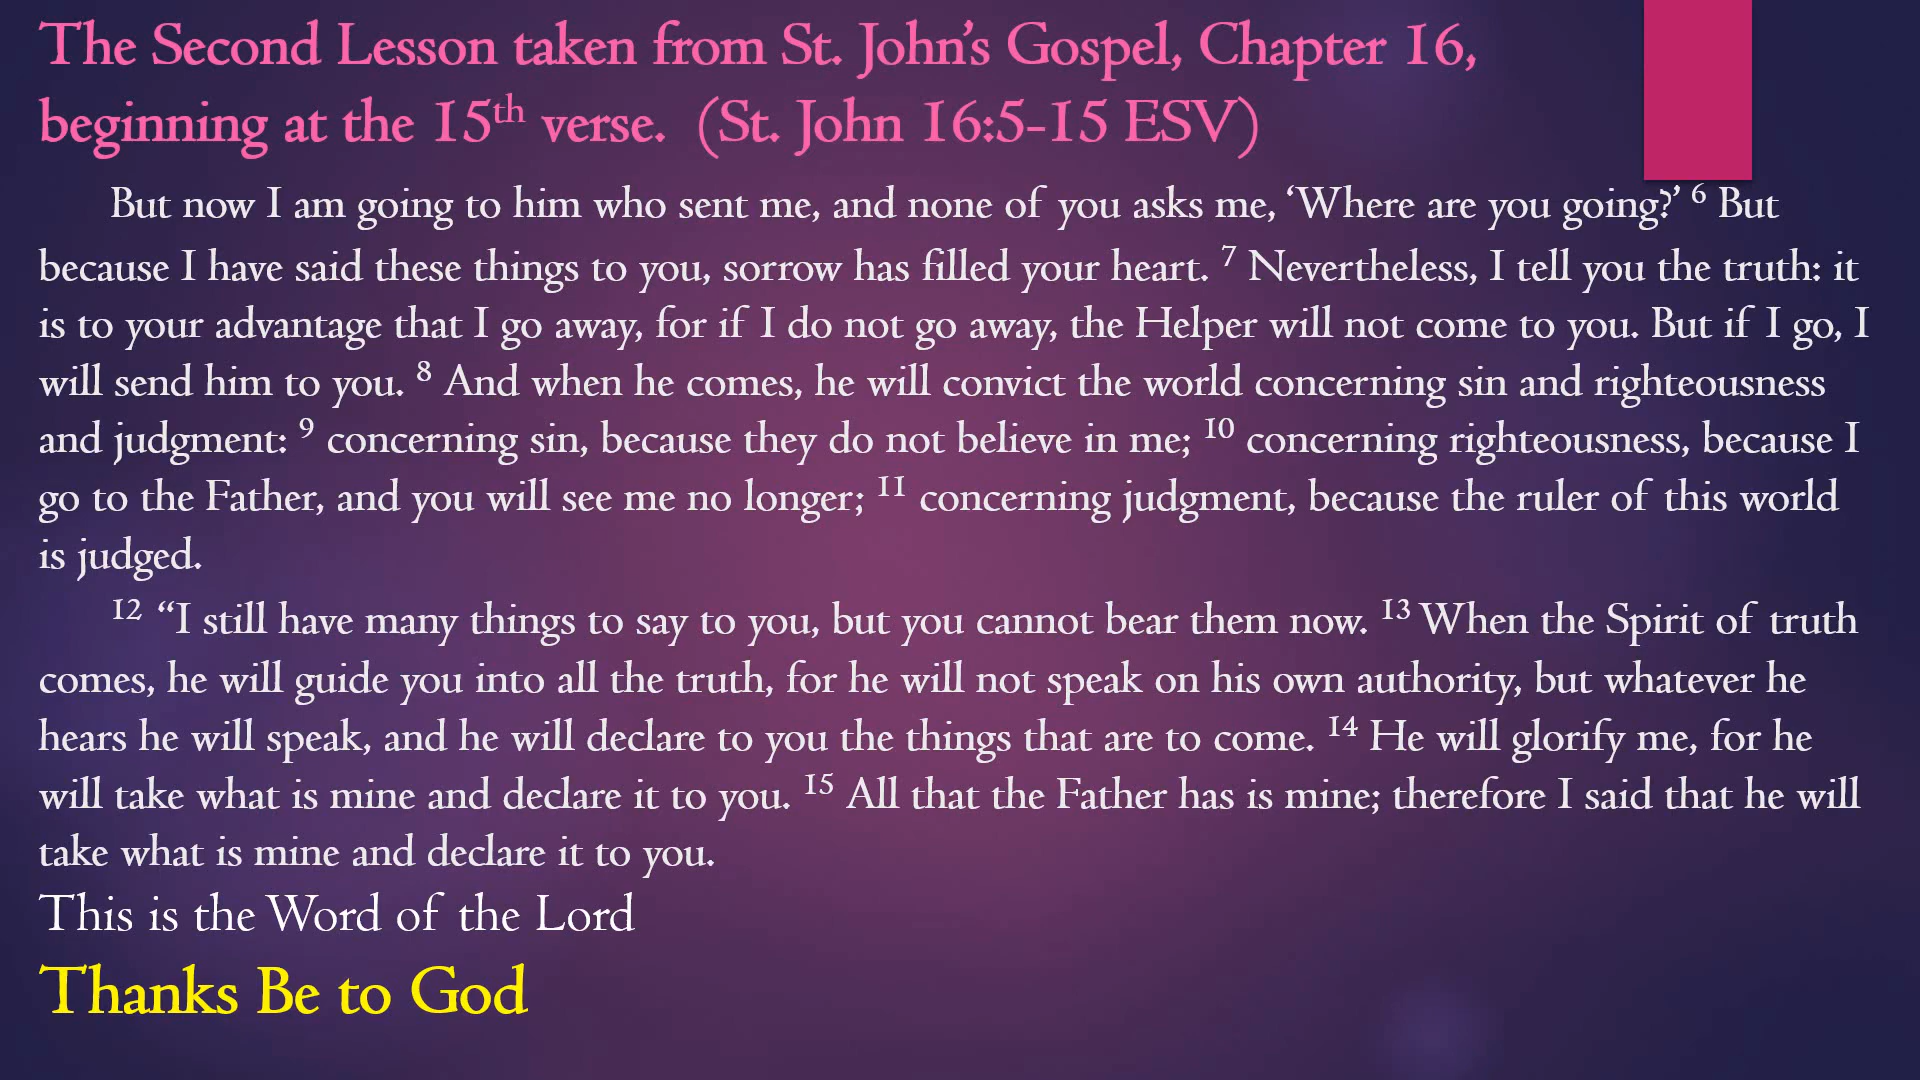 The Second Lesson taken from St. John’s Gospel, Chapter 16,
beginning at the 15th verse. (St. John 16:5-15 ESV)
But now I am going to him who sent me, and none of you asks me, ‘Where are you going?’ 6 But
because I have said these things to you, sorrow has filled your heart. 7 Nevertheless, I tell you the truth: it
is to your advantage that I go away, for if I do not go away, the Helper will not come to you. But if I go, I
will send him to you. 8 And when he comes, he will convict the world concerning sin and righteousness
and judgment: 9 concerning sin, because they do not believe in me; 10 concerning righteousness, because I
go to the Father, and you will see me no longer; 11 concerning judgment, because the ruler of this world
is judged.
12 “I still have many things to say to you, but you cannot bear them now. 13 When the Spirit of truth
comes, he will guide you into all the truth, for he will not speak on his own authority, but whatever he
hears he will speak, and he will declare to you the things that are to come. 14 He will glorify me, for he
will take what is mine and declare it to you. 15 All that the Father has is mine; therefore I said that he will
take what is mine and declare it to you.
This is the Word of the Lord
Thanks Be to God